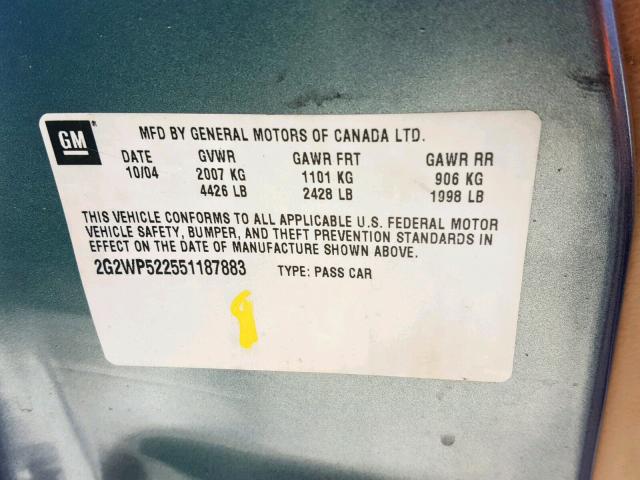 GM
MFD BY GENERAL MOTORS OF CANADA LTD.
DATE GVWR GAWR FRT GAWR RR
10/04 2007 KG 1101 KG 906 KG
4426 LB 2428 LB 1998 LB
THIS VEHICLE CONFORMS TO ALL APPLICABLE U.S. FEDERAL MOTOR
VEHICLE SAFETY, BUMPER, AND THEFT PREVENTION STANDARDS IN
EFFECT ON THE DATE OF MANUFACTURE SHOWN ABOVE.
2G2WP522551187883 TYPE: PASS CAR